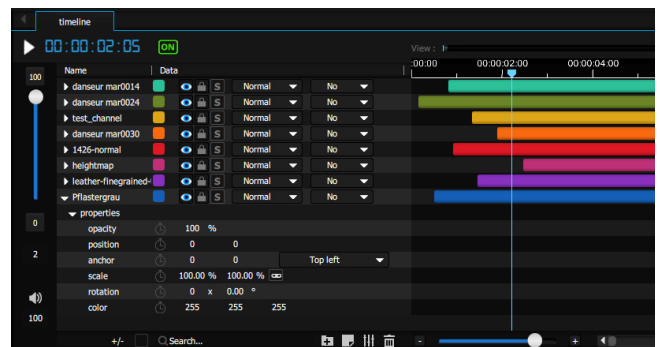 timeline
00:00:02:05 ON View :
:00:00 00:00:02:00 00:00:04:00
100 Name Data
danseur mar0014 S Normal No
danseur mar0024 S Normal No
test_channel S Normal No
danseur mar0030 S Normal No
1426-normal S Normal No
heightmap S Normal No
leather-finegrained- S Normal No
Pflastergrau S Normal No
properties
0 opacity 100 %
position 0 0
2 anchor 0 0 Top left
scale 100.00 % 100.00 %
rotation 0 x 0.00 °
100 color 255 255 255
+/- Search... - +